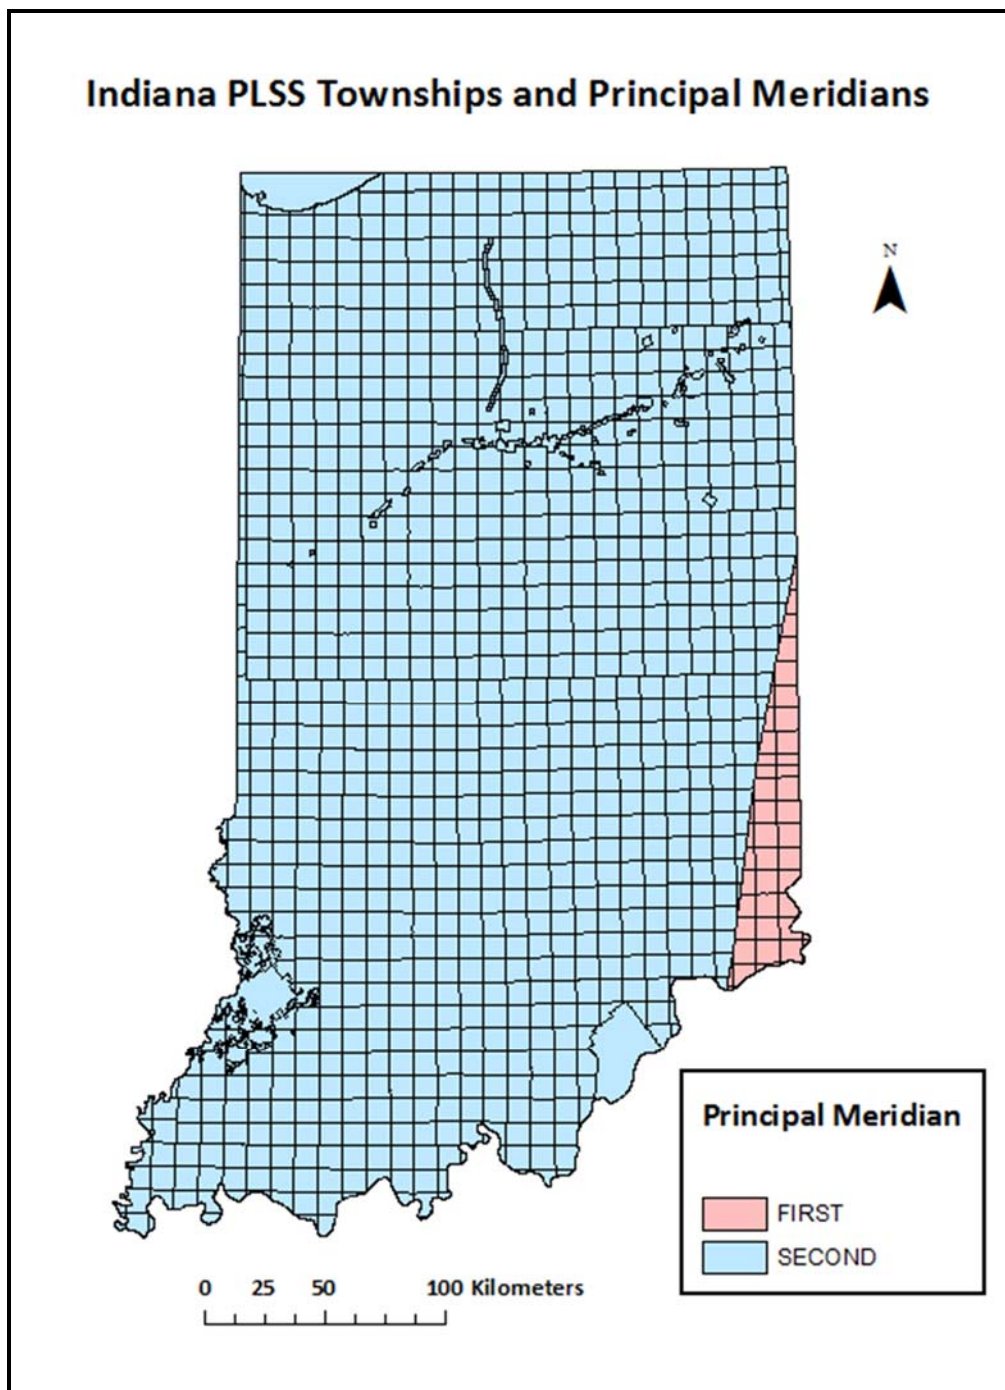 Indiana PLSS Townships and Principal Meridians
N
Principal Meridian
FIRST
SECOND
0 25 50 100 Kilometers